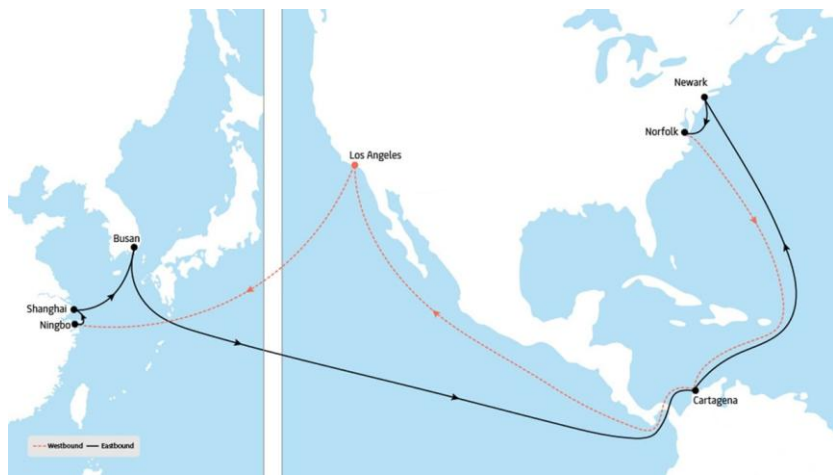 Newark
Norfolk
Los Angeles
Busan
Shanghai
Ningbo
Cartagena
Westbound Eastbound